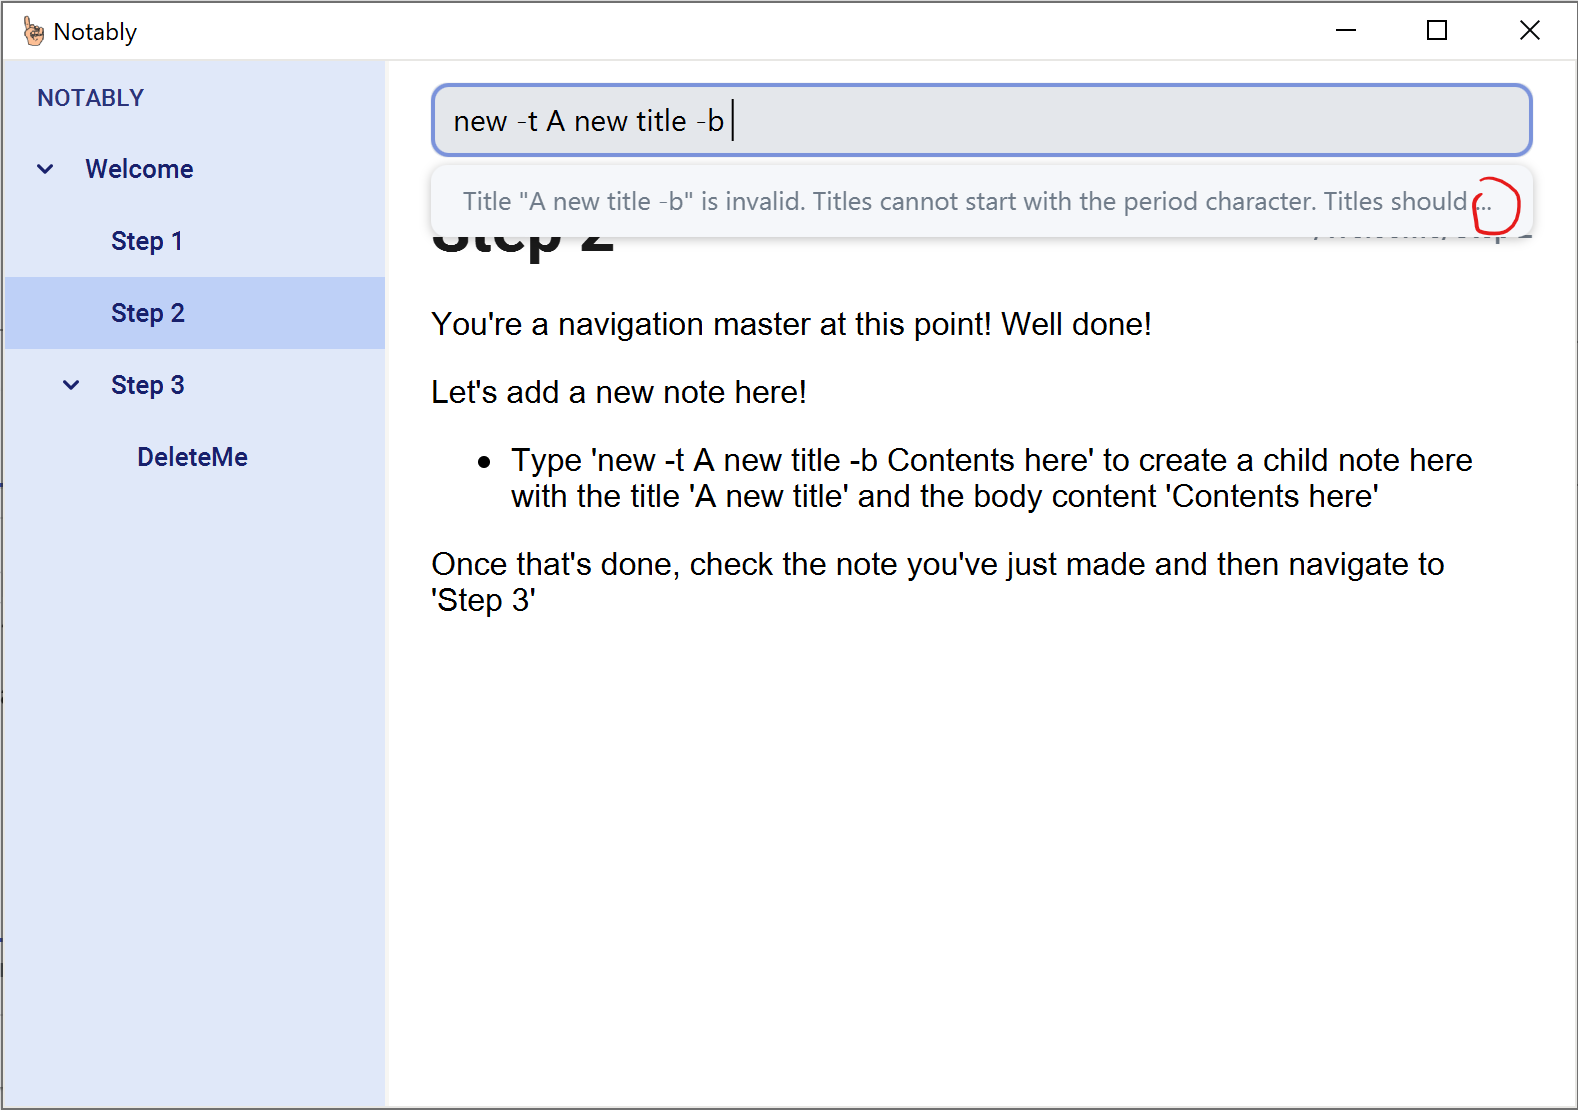 Notably
NOTABLY
Welcome
Step 1
Step 2
Step 3
DeleteMe
new -t A new title -b
Title "A new title -b" is invalid. Titles cannot start with the period character. Titles should ...
Step 2
You're a navigation master at this point! Well done!
Let's add a new note here!
• Type 'new -t A new title -b Contents here' to create a child note here
with the title 'A new title' and the body content 'Contents here'
Once that's done, check the note you've just made and then navigate to
'Step 3'